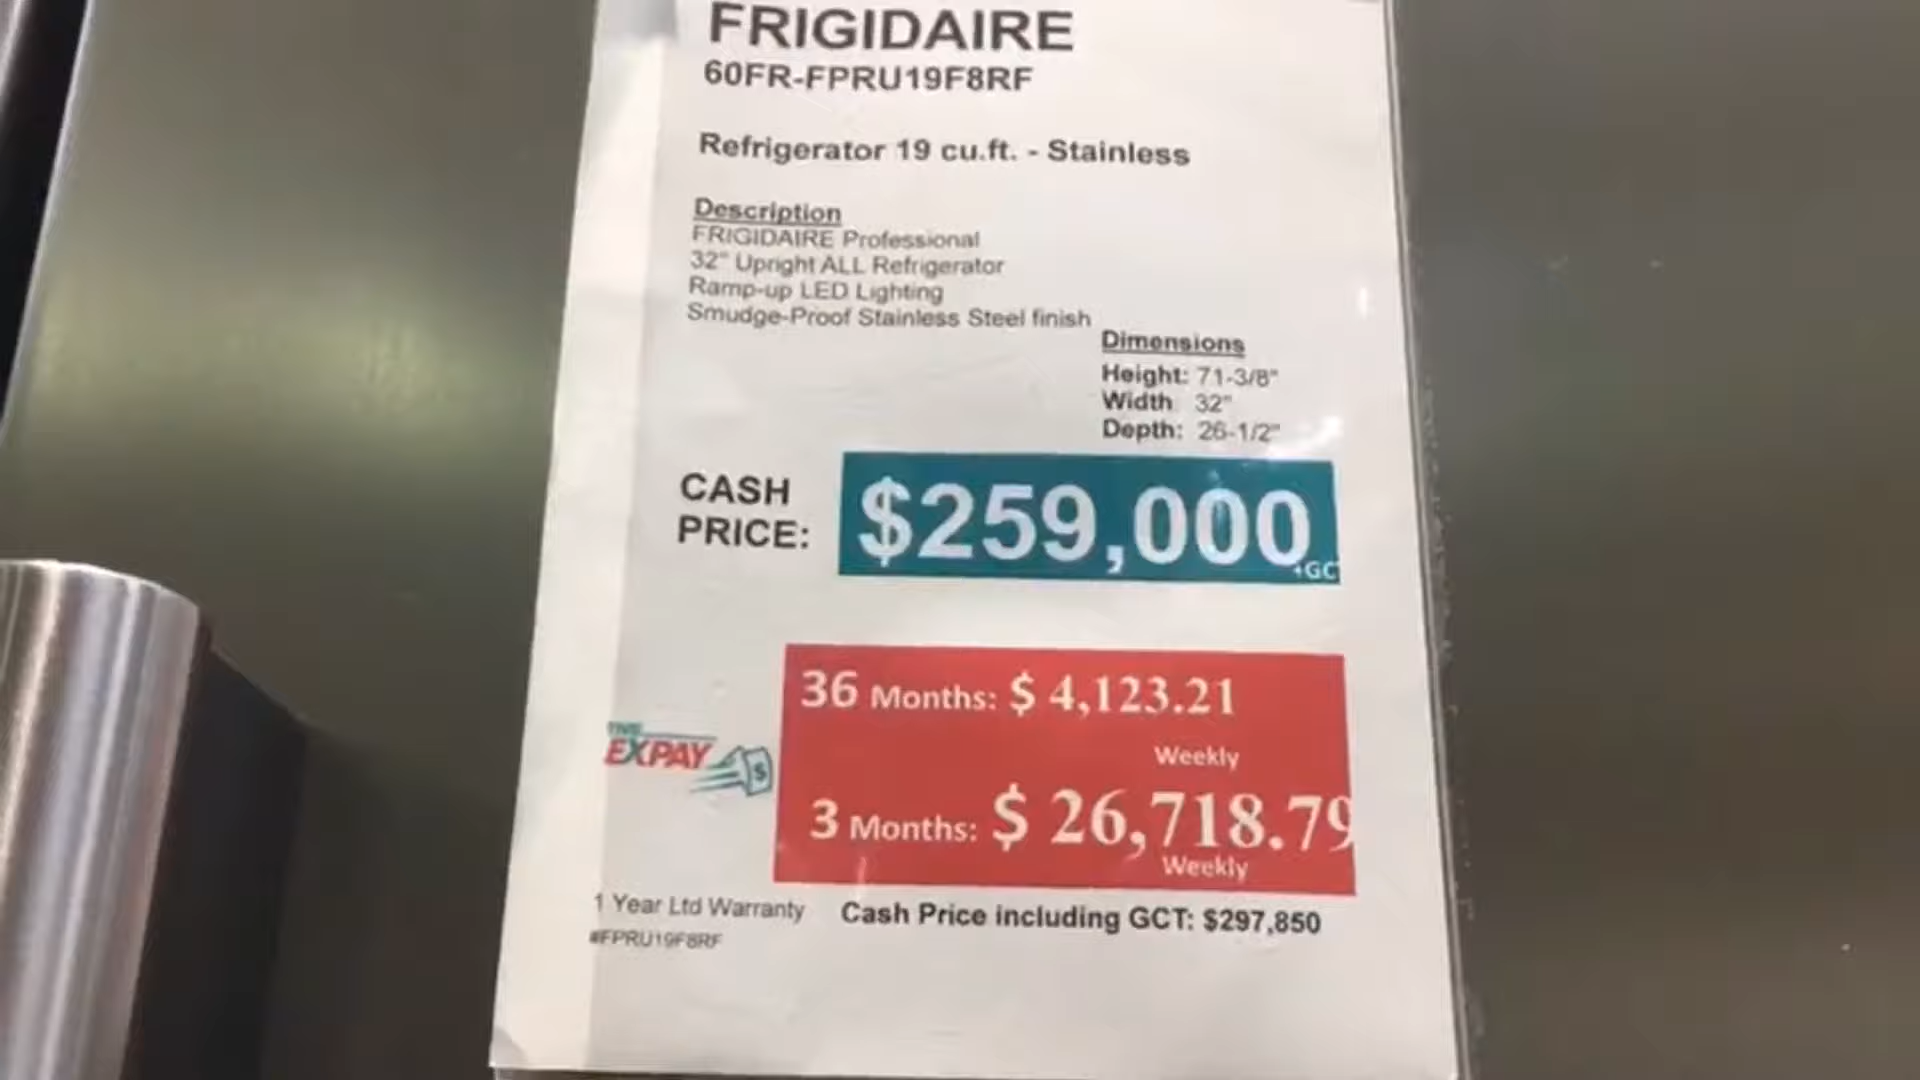 FRIGIDAIRE
60FR-FPRU19F8RF
Refrigerator 19 cu.ft. - Stainless
Description
FRIGIDAIRE Professional
32" Upright ALL Refrigerator
Ramp-up LED Lighting
Smudge-Proof Stainless Steel finish
Dimensions
Height: 71-3/8"
Width 32"
Depth: 26-1/2"
CASH
PRICE:
$259,000
+GCT
36 Months: $ 4,123.21
Weekly
EXPAY
$
3 Months: $ 26,718.79
Weekly
1 Year Ltd Warranty
Cash Price including GCT: $297,850
#FPRU19F8RF